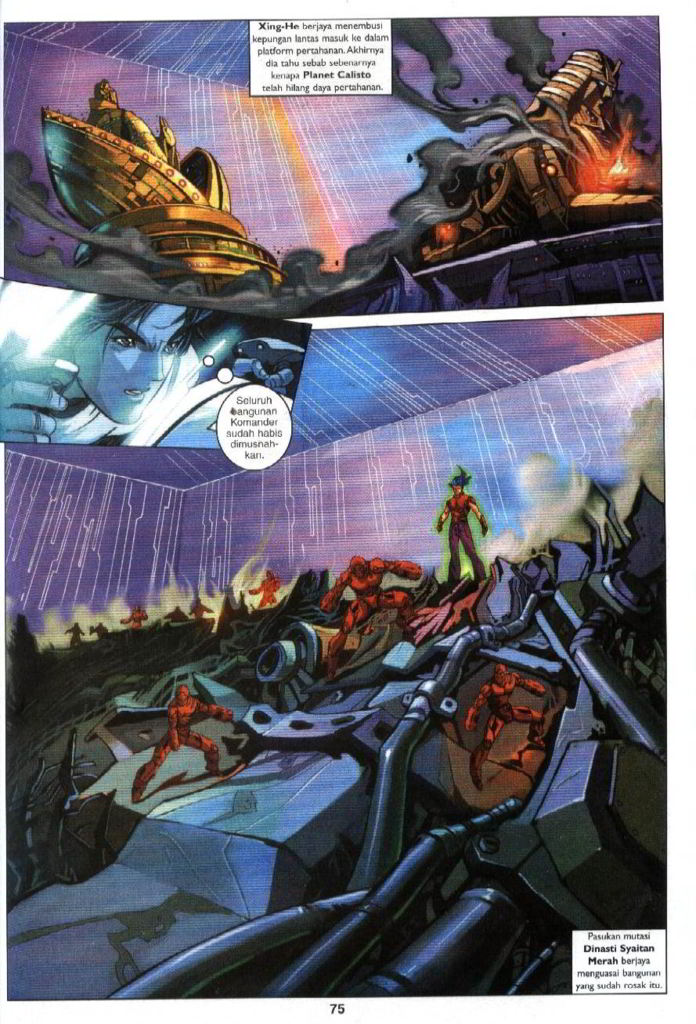 Xing-He berjaya menembusi
kepungan lantas masuk ke dalam
platform pertahanan. Akhirnya
dia tahu sebab sebenarnya
kenapa Planet Calisto
telah hilang daya pertahanan.
Seluruh
bangunan
Komander
sudah habis
dimusnah-
kan.
Pasukan mutasi
Dinasti Syaitan
Merah berjaya
menguasai bangunan
yang sudah rosak itu.
75